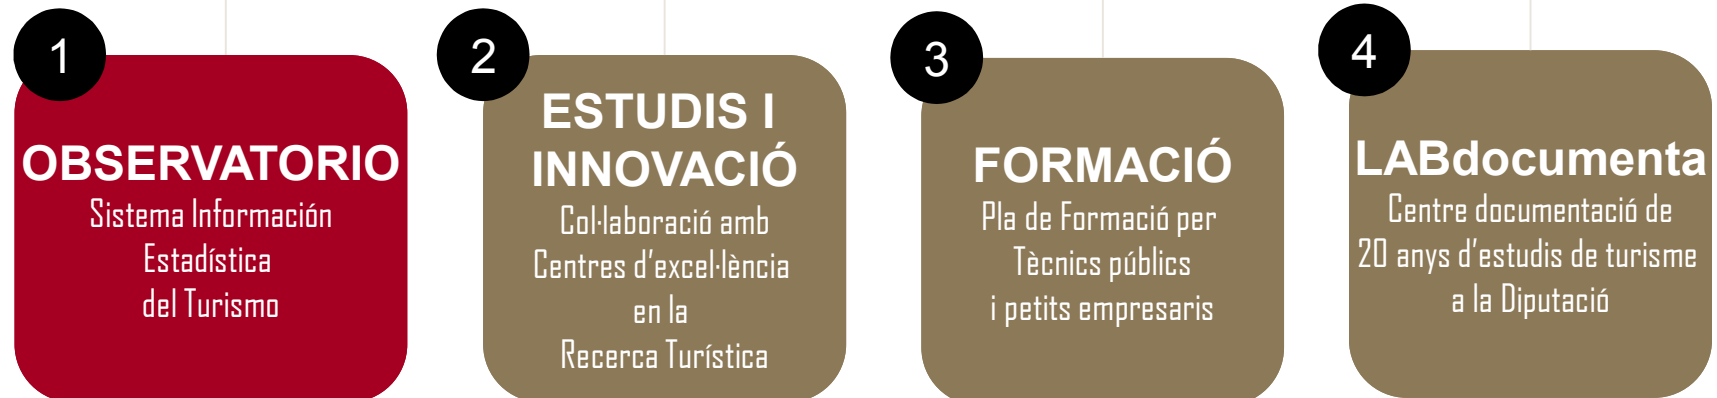 1
OBSERVATORIO
Sistema Información
Estadística
del Turismo
2
ESTUDIS I
INNOVACIÓ
Col·laboració amb
Centres d'excel·lència
en la
Recerca Turística
3
FORMACIÓ
Pla de Formació per
Tècnics públics
i petits empresaris
4
LABdocumenta
Centre documentació de
20 anys d'estudis de turisme
a la Diputació